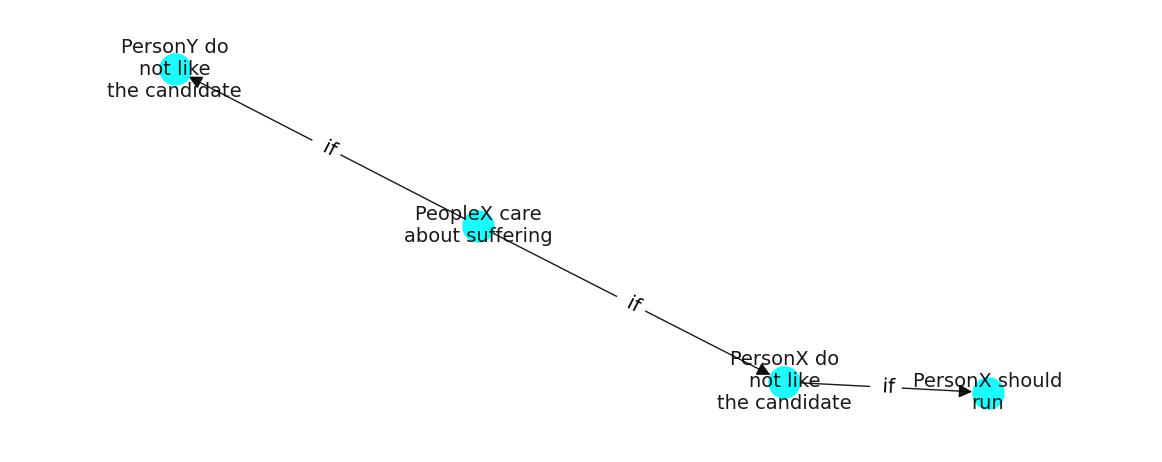 PersonY do
not like
the candidate
if
PeopleX care
about suffering
if
PersonX do
not like
the candidate
if
PersonX should
run